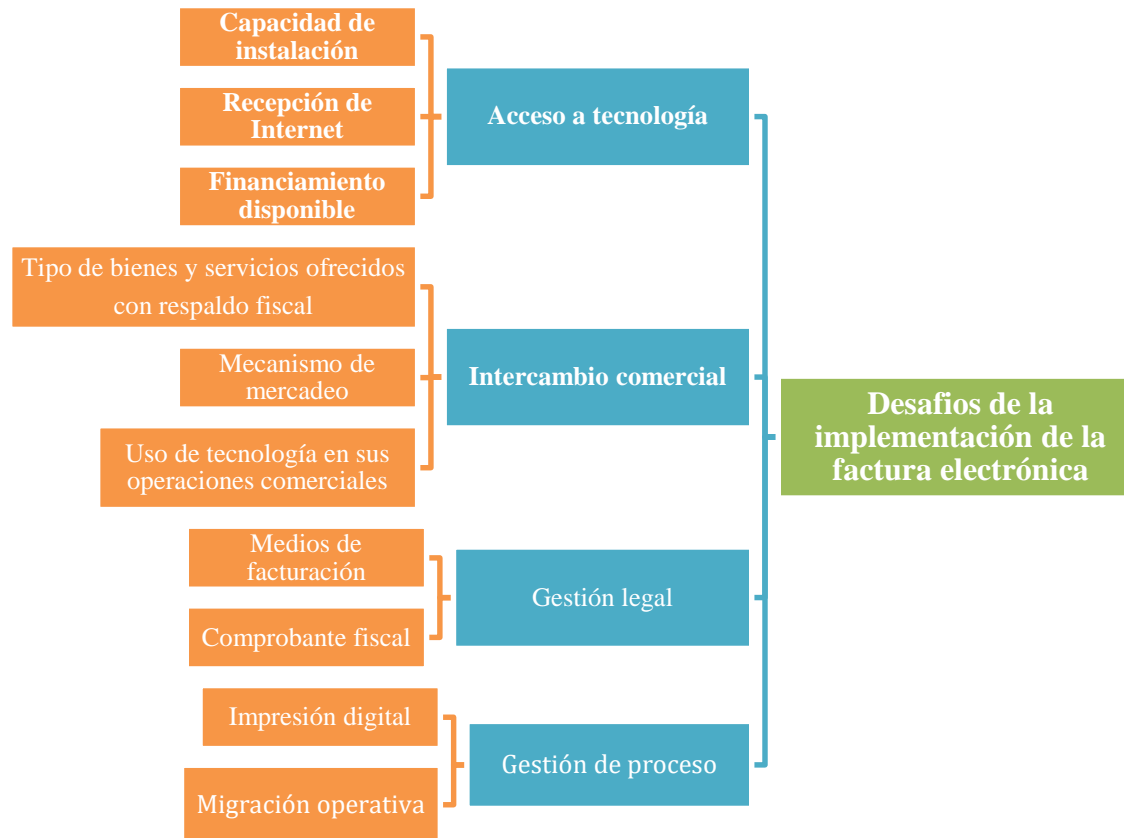 Capacidad de
instalación
Recepción de
Internet
Financiamiento
disponible
Acceso a tecnología
Tipo de bienes y servicios ofrecidos
con respaldo fiscal
Mecanismo de
mercadeo
Uso de tecnología en sus
operaciones comerciales
Intercambio comercial
Medios de
facturación
Comprobante fiscal
Gestión legal
Impresión digital
Migración operativa
Gestión de proceso
Desafios de la
implementación de la
factura electrónica